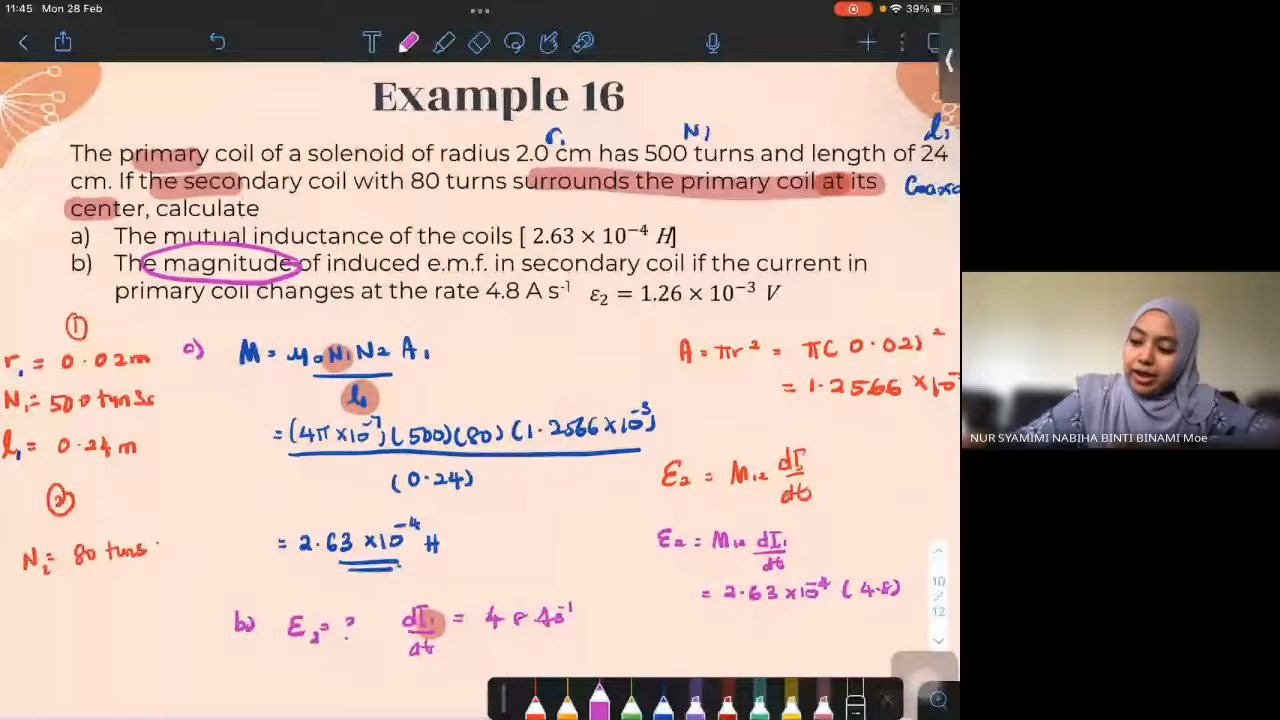 11:45 Mon 28 Feb
39%
Example 16
r₁ N₁ l₁
The primary coil of a solenoid of radius 2.0 cm has 500 turns and length of 24
cm. If the secondary coil with 80 turns surrounds the primary coil at its
center, calculate
a) The mutual inductance of the coils [ 2.63 × 10⁻⁴ H]
b) The magnitude of induced e.m.f. in secondary coil if the current in
primary coil changes at the rate 4.8 A s⁻¹ ε₂ = 1.26 × 10⁻³ V
①
r₁ = 0.02m
N₁ = 500 turns
l₁ = 0.24 m
②
N₂ = 80 turns
a) M = μ₀N₁N₂ A₁
l₁
= (4π × 10⁻⁷)(500)(80)(1.2566 × 10⁻³)
(0.24)
= 2.63 × 10⁻⁴ H
b) ε₂ = ? dI₁ = 4.8 As⁻¹
dt
A = πr² = π(0.02)²
= 1.2566 × 10
ε₂ = M₁₂ dI
dt
ε₂ = M₁₂ dI₁
dt
= 2.63 × 10⁻⁴ (4.8)
NUR SYAMIMI NABIHA BINTI BINAMI Moe
10
12